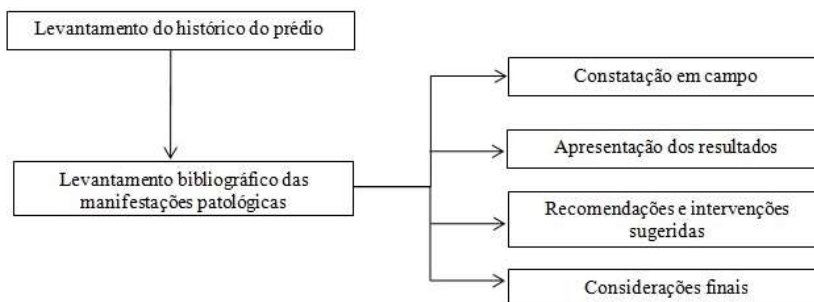 Levantamento do histórico do prédio
Levantamento bibliográfico das
manifestações patológicas
Constatação em campo
Apresentação dos resultados
Recomendações e intervenções
sugeridas
Considerações finais